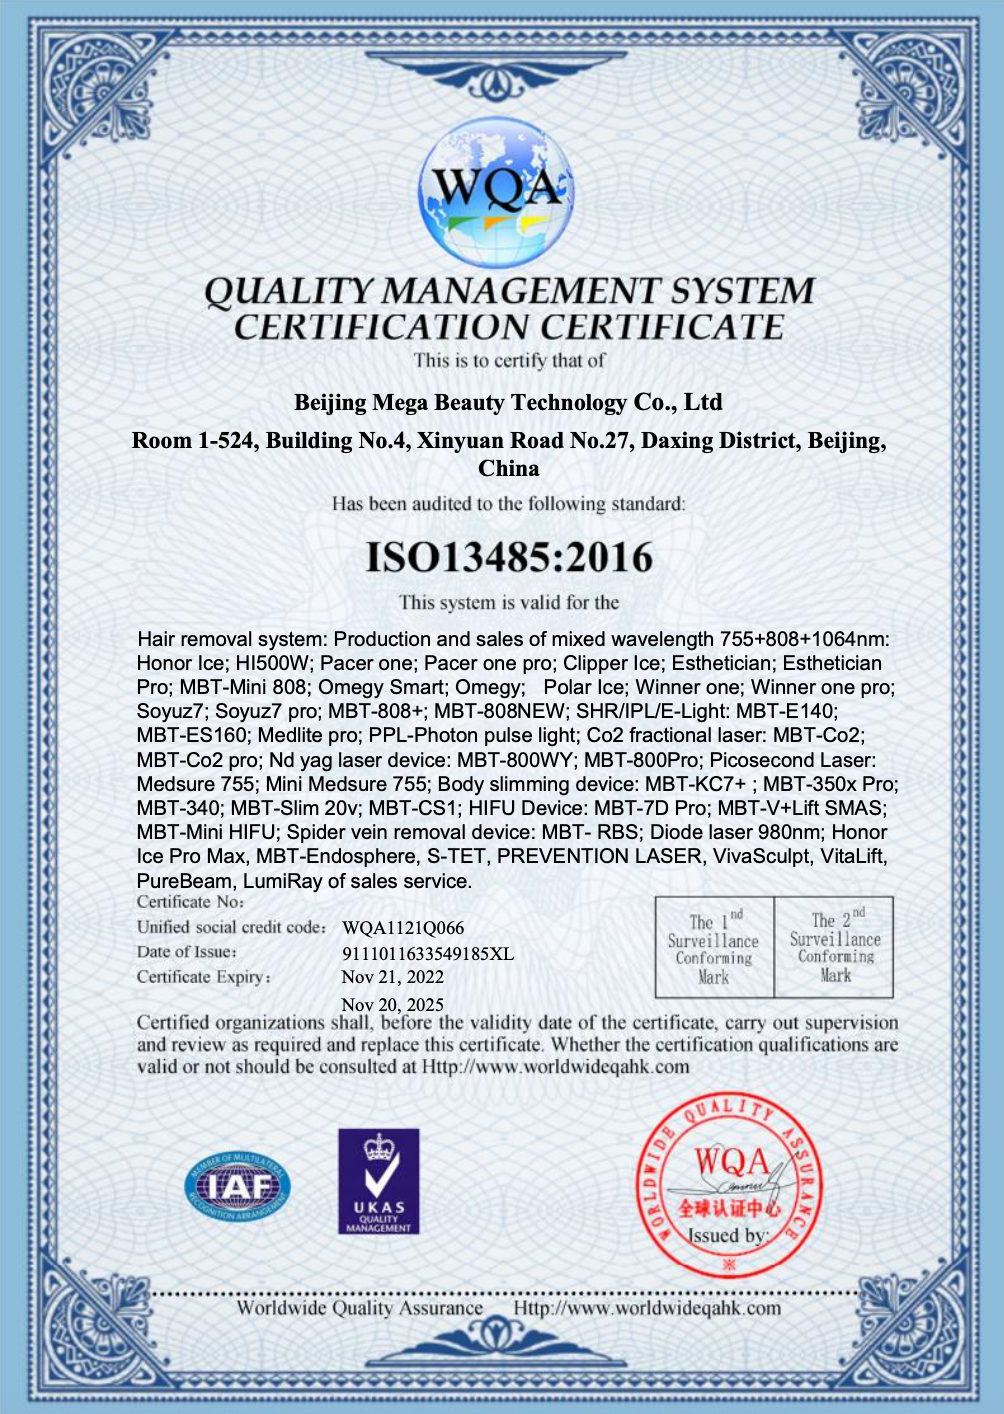 WQA
QUALITY MANAGEMENT SYSTEM
CERTIFICATION CERTIFICATE
This is to certify that of
Beijing Mega Beauty Technology Co., Ltd
Room 1-524, Building No.4, Xinyuan Road No.27, Daxing District, Beijing,
China
Has been audited to the following standard:
ISO13485:2016
This system is valid for the
Hair removal system: Production and sales of mixed wavelength 755+808+1064nm:
Honor Ice; HI500W; Pacer one; Pacer one pro; Clipper Ice; Esthetician; Esthetician
Pro; MBT-Mini 808; Omegy Smart; Omegy; Polar Ice; Winner one; Winner one pro;
Soyuz7; Soyuz7 pro; MBT-808+; MBT-808NEW; SHR/IPL/E-Light: MBT-E140;
MBT-ES160; Medlite pro; PPL-Photon pulse light; Co2 fractional laser: MBT-Co2;
MBT-Co2 pro; Nd yag laser device: MBT-800WY; MBT-800Pro; Picosecond Laser:
Medsure 755; Mini Medsure 755; Body slimming device: MBT-KC7+ ; MBT-350x Pro;
MBT-340; MBT-Slim 20v; MBT-CS1; HIFU Device: MBT-7D Pro; MBT-V+Lift SMAS;
MBT-Mini HIFU; Spider vein removal device: MBT- RBS; Diode laser 980nm; Honor
Ice Pro Max, MBT-Endosphere, S-TET, PREVENTION LASER, VivaSculpt, VitaLift,
PureBeam, LumiRay of sales service.
Certificate No:
Unified social credit code: WQA1121Q066
Date of Issue: 9111011633549185XL
Certificate Expiry: Nov 21, 2022
Nov 20, 2025
The 1nd
Surveillance
Conforming
Mark
The 2nd
Surveillance
Conforming
Mark
Certified organizations shall, before the validity date of the certificate, carry out supervision
and review as required and replace this certificate. Whether the certification qualifications are
valid or not should be consulted at Http://www.worldwideqahk.com
MEMBER OF MULTILATERAL
IAF
RECOGNITION ARRANGEMENT
UKAS
QUALITY
MANAGEMENT
WORLDWIDE QUALITY ASSURANCE
WQA
全球认证中心
Issued by:
※
Worldwide Quality Assurance Http://www.worldwideqahk.com